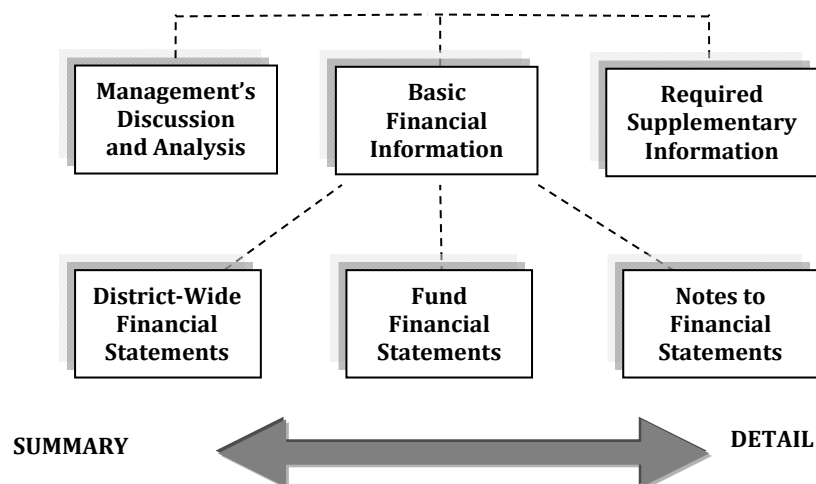 Management’s
Discussion
and Analysis
Basic
Financial
Information
Required
Supplementary
Information
District-Wide
Financial
Statements
Fund
Financial
Statements
Notes to
Financial
Statements
SUMMARY
DETAIL